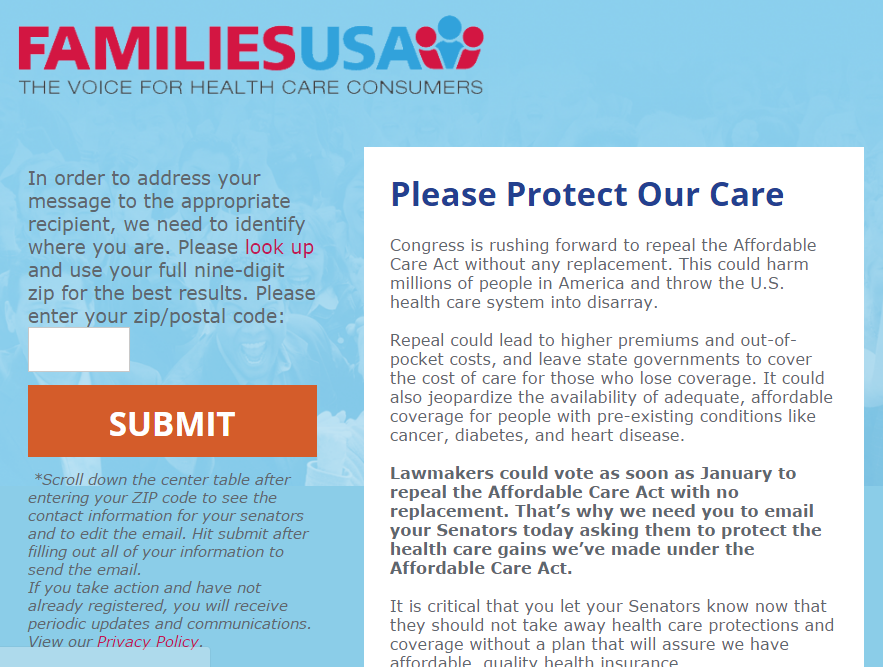 FAMILIESUSA
THE VOICE FOR HEALTH CARE CONSUMERS
In order to address your
message to the appropriate
recipient, we need to identify
where you are. Please look up
and use your full nine-digit
zip for the best results. Please
enter your zip/postal code:
SUBMIT
*Scroll down the center table after
entering your ZIP code to see the
contact information for your senators
and to edit the email. Hit submit after
filling out all of your information to
send the email.
If you take action and have not
already registered, you will receive
periodic updates and communications.
View our Privacy Policy.
Please Protect Our Care
Congress is rushing forward to repeal the Affordable
Care Act without any replacement. This could harm
millions of people in America and throw the U.S.
health care system into disarray.
Repeal could lead to higher premiums and out-of-
pocket costs, and leave state governments to cover
the cost of care for those who lose coverage. It could
also jeopardize the availability of adequate, affordable
coverage for people with pre-existing conditions like
cancer, diabetes, and heart disease.
Lawmakers could vote as soon as January to
repeal the Affordable Care Act with no
replacement. That’s why we need you to email
your Senators today asking them to protect the
health care gains we’ve made under the
Affordable Care Act.
It is critical that you let your Senators know now that
they should not take away health care protections and
coverage without a plan that will assure we have
affordable, quality health insurance.